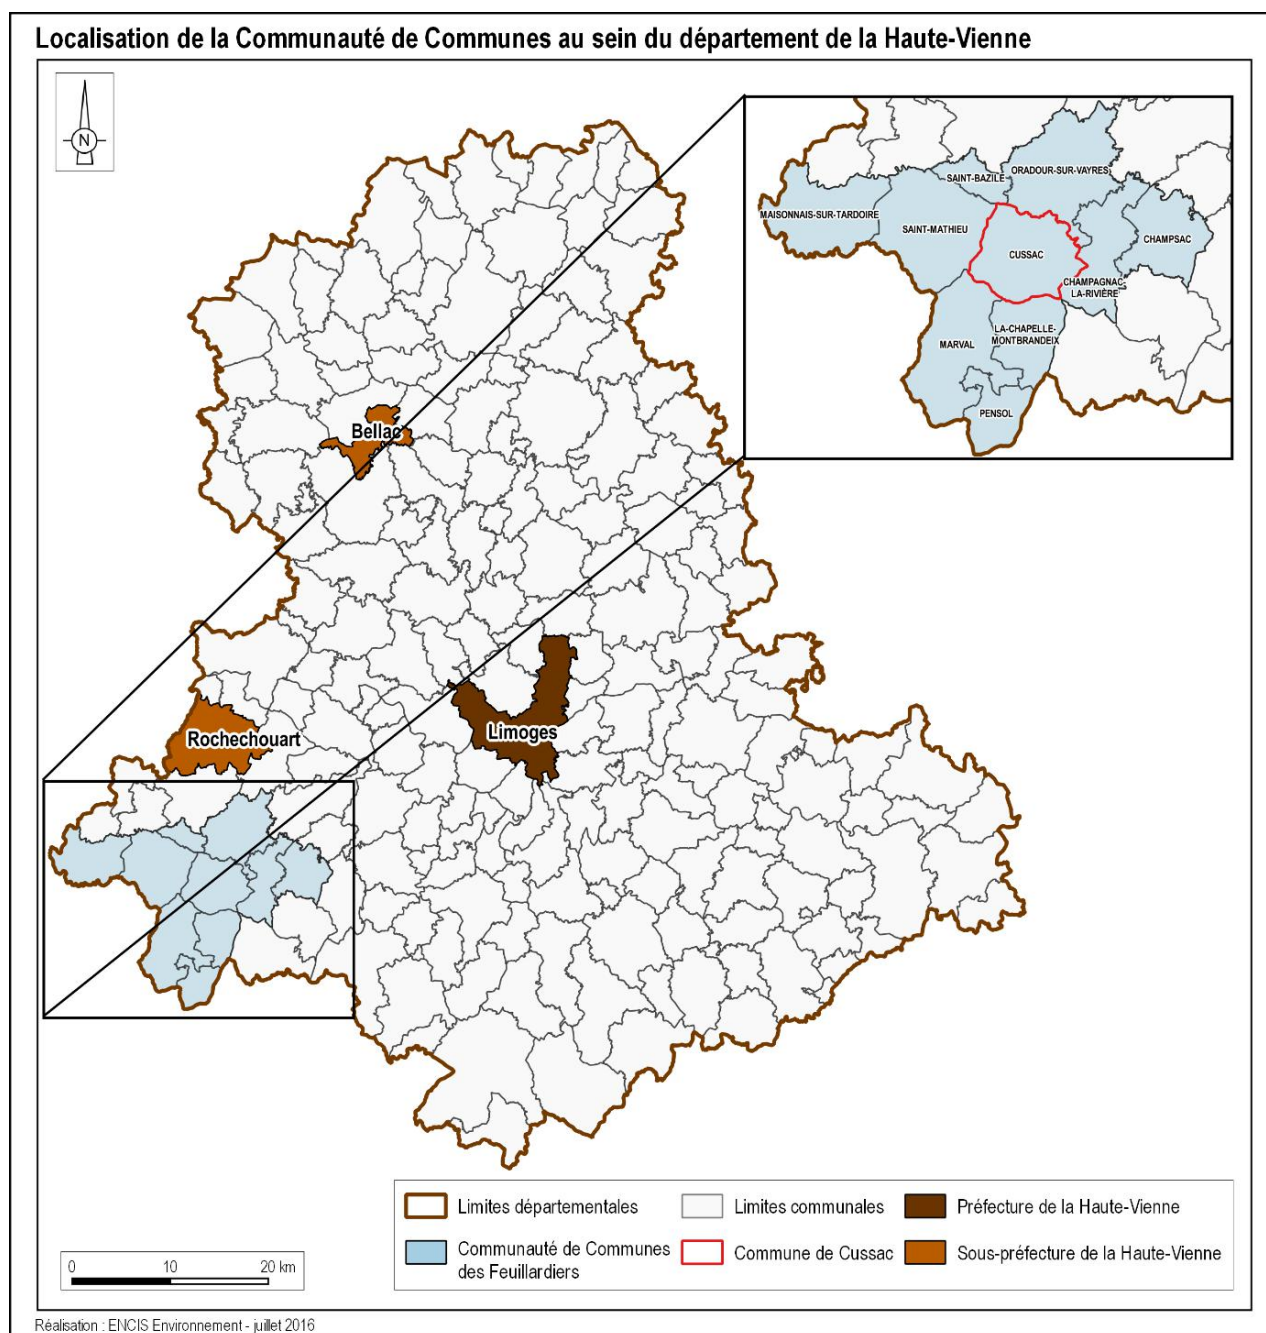 Localisation de la Communauté de Communes au sein du département de la Haute-Vienne
N
SAINT-BAZILE
ORADOUR-SUR-VAYRES
MAISONNAIS-SUR-TARDOIRE
SAINT-MATHIEU
CHAMPSAC
CUSSAC
CHAMPAGNAC-
LA-RIVIÈRE
MARVAL
LA-CHAPELLE-
MONTBRANDEIX
PENSOL
Bellac
Limoges
Rochechouart
Limites départementales
Limites communales
Préfecture de la Haute-Vienne
Communauté de Communes
des Feuillardiers
Commune de Cussac
Sous-préfecture de la Haute-Vienne
0 10 20 km
Réalisation : ENCIS Environnement - juillet 2016